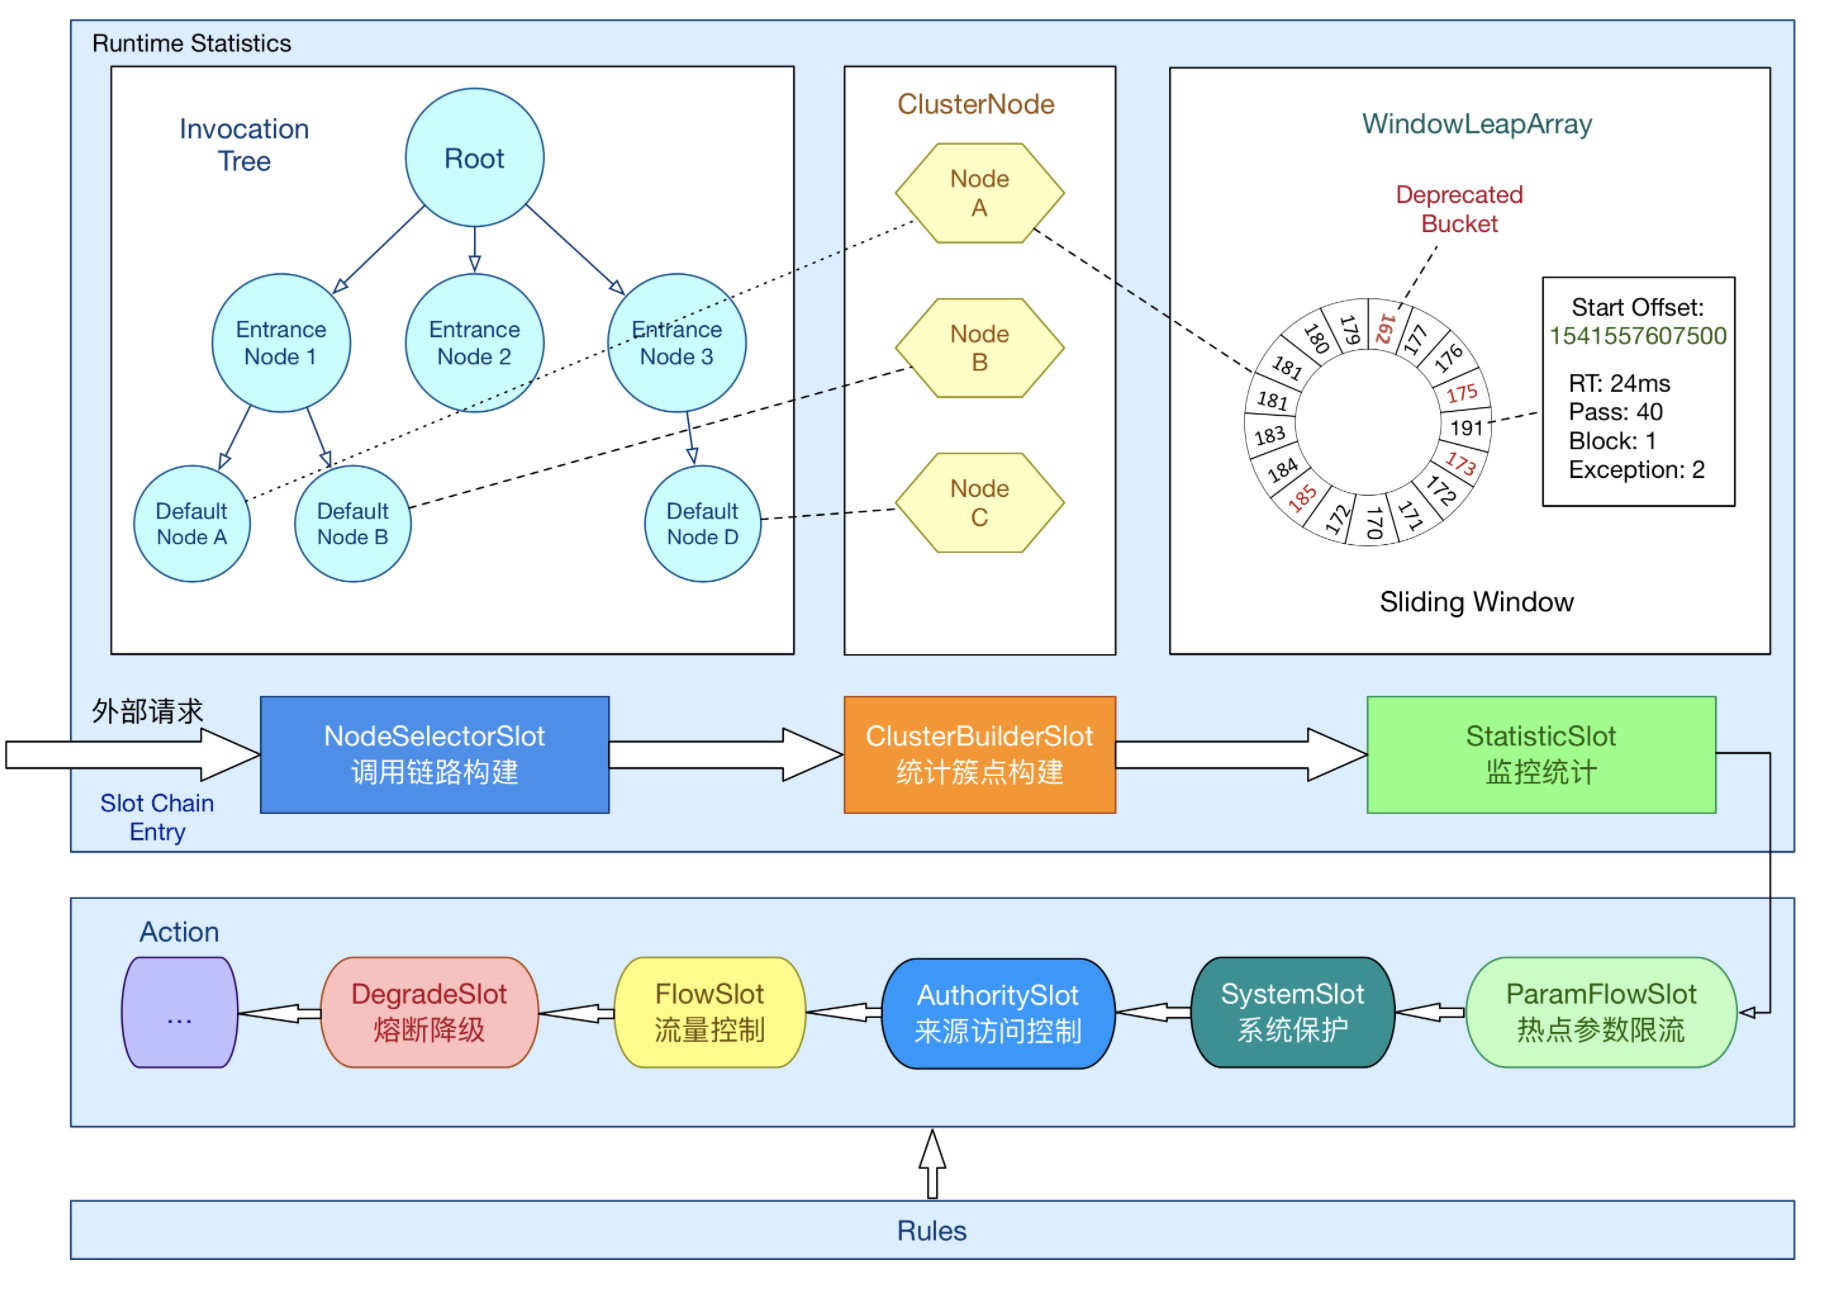 Runtime Statistics
Invocation
Tree
Root
Entrance
Node 1
Entrance
Node 2
Entrance
Node 3
Default
Node A
Default
Node B
Default
Node D
ClusterNode
Node
A
Node
B
Node
C
WindowLeapArray
Deprecated
Bucket
162
177
176
175
191
173
172
171
170
172
185
184
183
181
181
180
179
Start Offset:
1541557607500
RT: 24ms
Pass: 40
Block: 1
Exception: 2
Sliding Window
外部请求
Slot Chain
Entry
NodeSelectorSlot
调用链路构建
ClusterBuilderSlot
统计簇点构建
StatisticSlot
监控统计
Action
...
DegradeSlot
熔断降级
FlowSlot
流量控制
AuthoritySlot
来源访问控制
SystemSlot
系统保护
ParamFlowSlot
热点参数限流
Rules